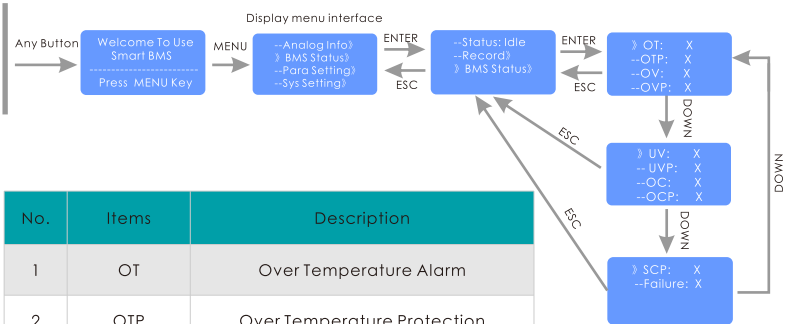 Display menu interface
Any Button
Welcome To Use
Smart BMS
Press MENU Key
MENU
--Analog Info》
》BMS Status》
--Para Setting》
--Sys Setting》
ENTER
ESC
--Status: Idle
--Record》
》BMS Status》
ENTER
ESC
》OT: X
--OTP: X
--OV: X
--OVP: X
DOWN
》UV: X
-- UVP: X
--OC: X
--OCP: X
ESC
DOWN
》SCP: X
--Failure: X
ESC
DOWN
No. Items Description
1 OT Over Temperature Alarm
2 OTP Over Temperature Protection